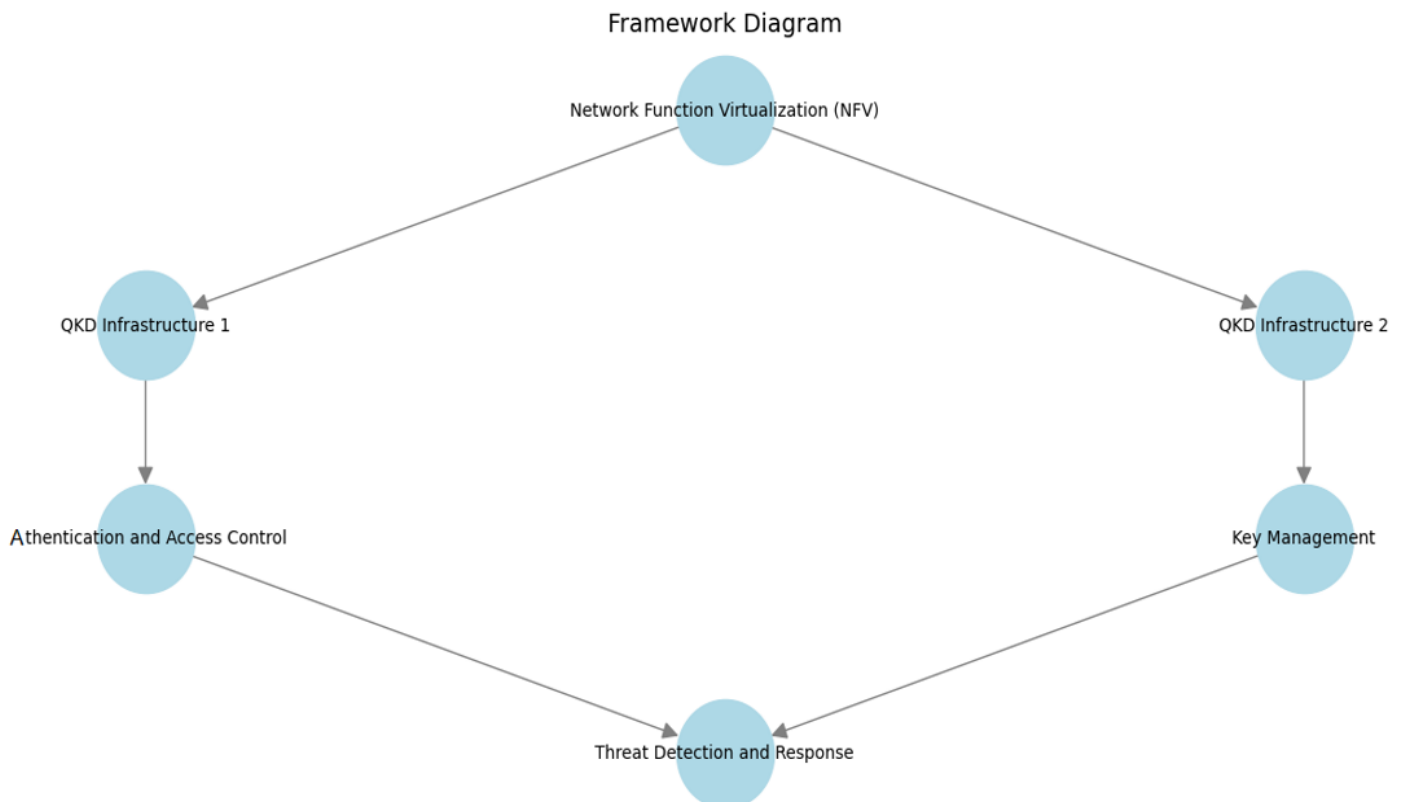 Framework Diagram
Network Function Virtualization (NFV)
QKD Infrastructure 1
QKD Infrastructure 2
Athentication and Access Control
Key Management
Threat Detection and Response